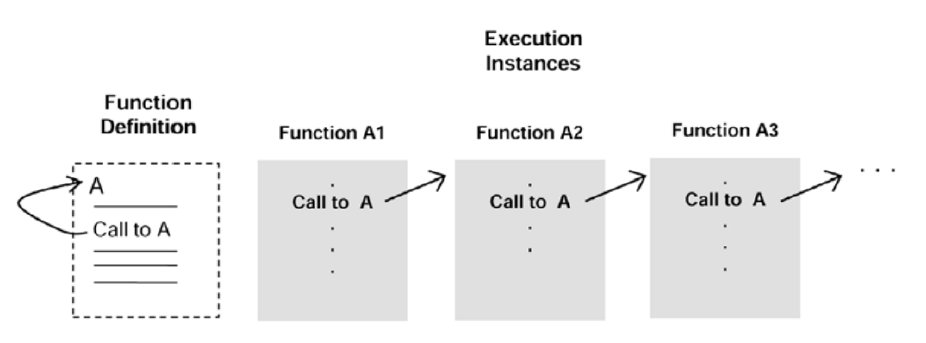 Execution
Instances
Function
Definition
Function A1
Function A2
Function A3
A
Call to A
Call to A
Call to A
Call to A
. . .